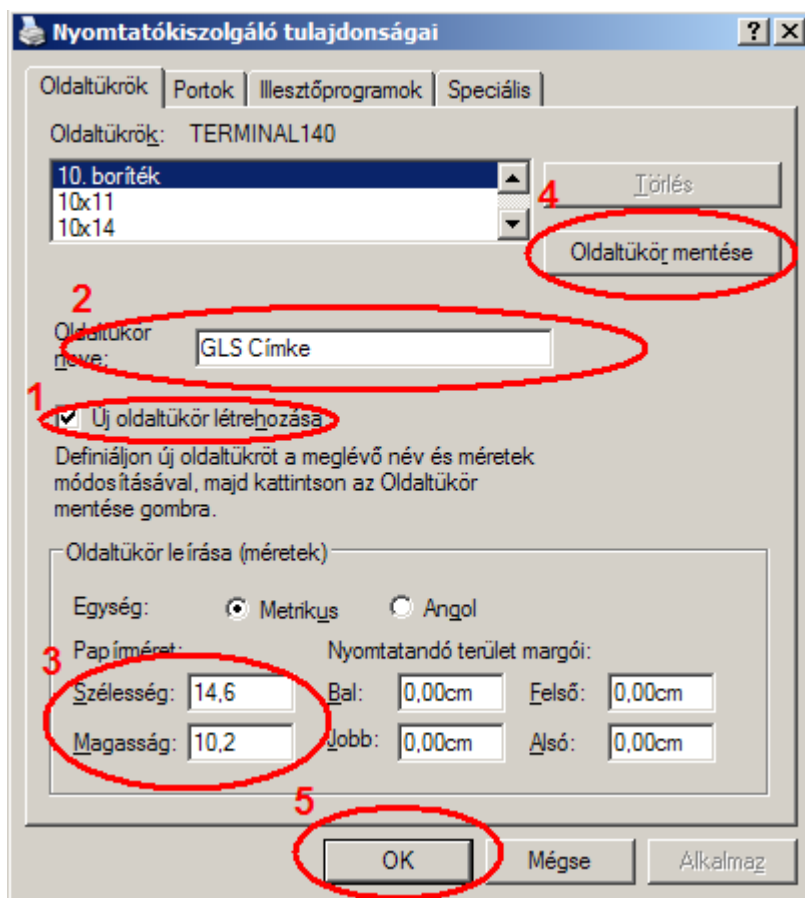 Nyomtatókiszolgáló tulajdonságai
Oldaltükrök Portok Illesztőprogramok Speciális
Oldaltükrök: TERMINAL140
10. boríték
10x11
10x14
Törlés
4
Oldaltükör mentése
2
Oldaltükör
neve:
GLS Címke
1
Új oldaltükör létrehozása
Definiáljon új oldaltükröt a meglévő név és méretek
módosításával, majd kattintson az Oldaltükör
mentése gombra.
Oldaltükör leírása (méretek)
Egység: Metrikus Angol
3
Papírméret: Nyomtatandó terület margói:
Szélesség: 14,6 Bal: 0,00cm Felső: 0,00cm
Magasság: 10,2 Jobb: 0,00cm Alsó: 0,00cm
5
OK Mégse Alkalmaz